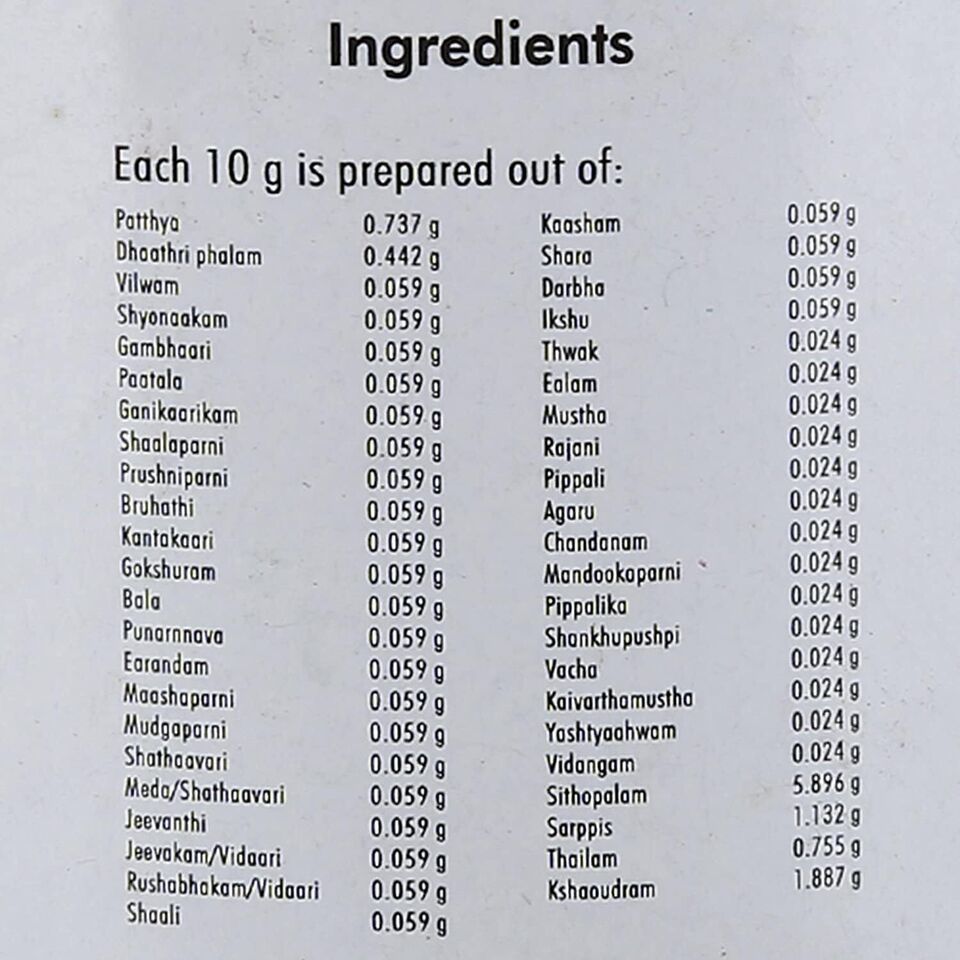 Ingredients
Each 10 g is prepared out of:
Patthya 0.737 g
Dhaathri phalam 0.442 g
Vilwam 0.059 g
Shyonaakam 0.059 g
Gambhaari 0.059 g
Paatala 0.059 g
Ganikaarikam 0.059 g
Shaalaparni 0.059 g
Prushniparni 0.059 g
Bruhathi 0.059 g
Kantakaari 0.059 g
Gokshuram 0.059 g
Bala 0.059 g
Punarnnava 0.059 g
Earandam 0.059 g
Maashaparni 0.059 g
Mudgaparni 0.059 g
Shathaavari 0.059 g
Meda/Shathaavari 0.059 g
Jeevanthi 0.059 g
Jeevakam/Vidaari 0.059 g
Rushabhakam/Vidaari 0.059 g
Shaali 0.059 g
Kaasham 0.059 g
Shara 0.059 g
Darbha 0.059 g
Ikshu 0.059 g
Thwak 0.024 g
Ealam 0.024 g
Mustha 0.024 g
Rajani 0.024 g
Pippali 0.024 g
Agaru 0.024 g
Chandanam 0.024 g
Mandookaparni 0.024 g
Pippalika 0.024 g
Shankhupushpi 0.024 g
Vacha 0.024 g
Kaivarthamustha 0.024 g
Yashtyaahwam 0.024 g
Vidangam 0.024 g
Sithopalam 5.896 g
Sarppis 1.132 g
Thailam 0.755 g
Kshaoudram 1.887 g